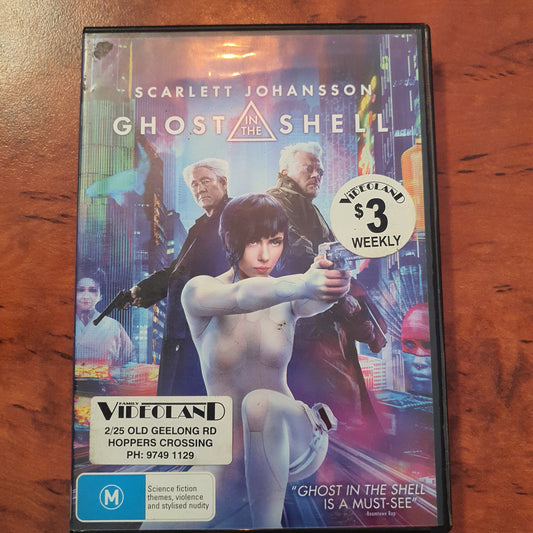 SCARLETT JOHANSSON
GHOST IN THE SHELL
VIDEOLAND
$3
WEEKLY
FAMILY
VIDEOLAND
2/25 OLD GEELONG RD
HOPPERS CROSSING
PH: 9749 1129
M
Science fiction
themes, violence
and stylised nudity
"GHOST IN THE SHELL
IS A MUST-SEE"